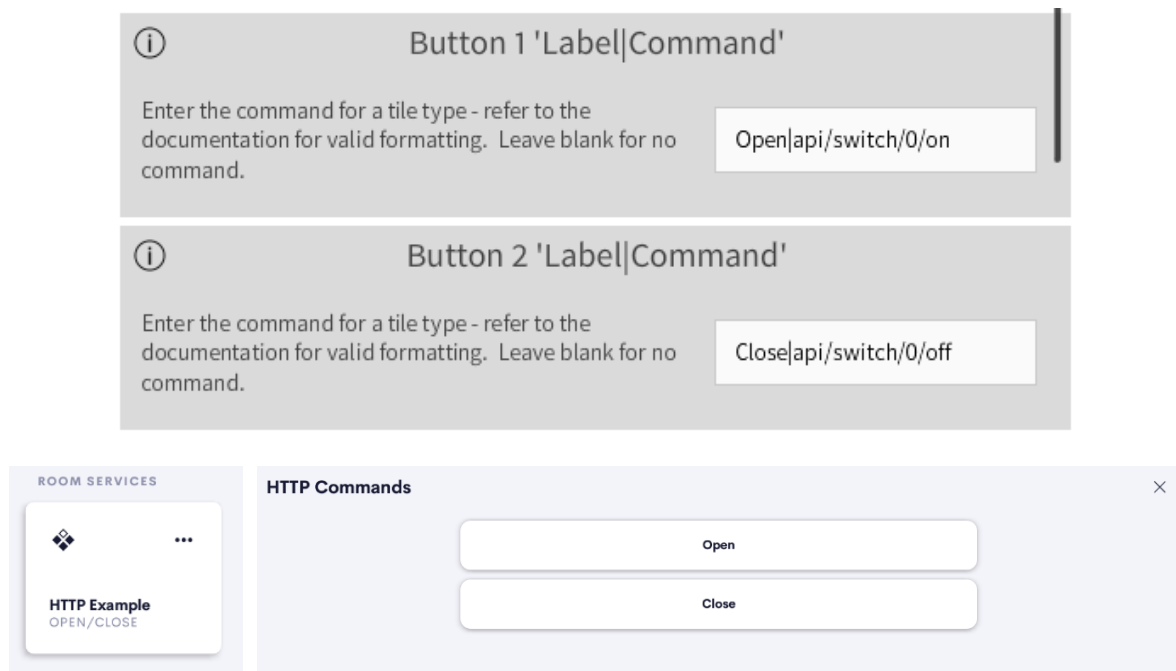 Button 1 'Label|Command'
Enter the command for a tile type - refer to the
documentation for valid formatting.  Leave blank for no
command.
Open|api/switch/0/on
Button 2 'Label|Command'
Enter the command for a tile type - refer to the
documentation for valid formatting.  Leave blank for no
command.
Close|api/switch/0/off
ROOM SERVICES
HTTP Example
OPEN/CLOSE
HTTP Commands
Open
Close